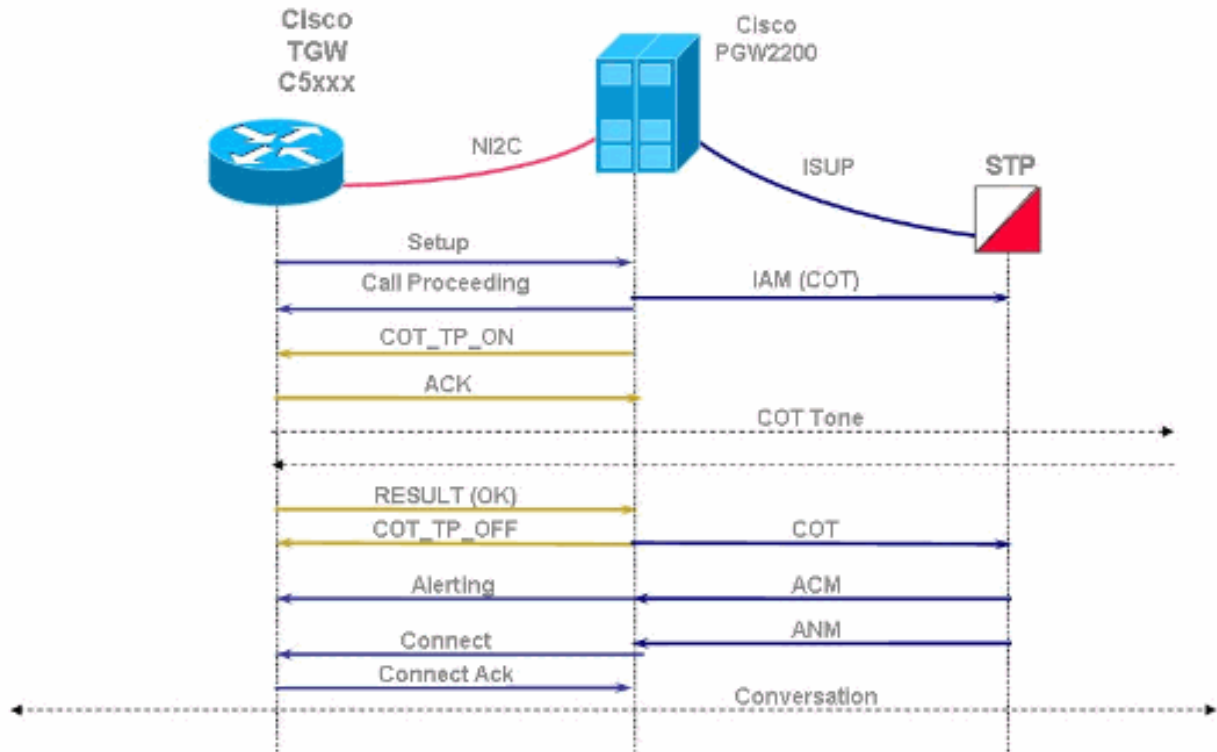 Cisco
TGW
C5xxx
Cisco
PGW2200
NI2C
ISUP
STP
Setup
Call Proceeding
IAM (COT)
COT_TP_ON
ACK
COT Tone
RESULT (OK)
COT_TP_OFF
COT
Alerting
ACM
ANM
Connect
Connect Ack
Conversation